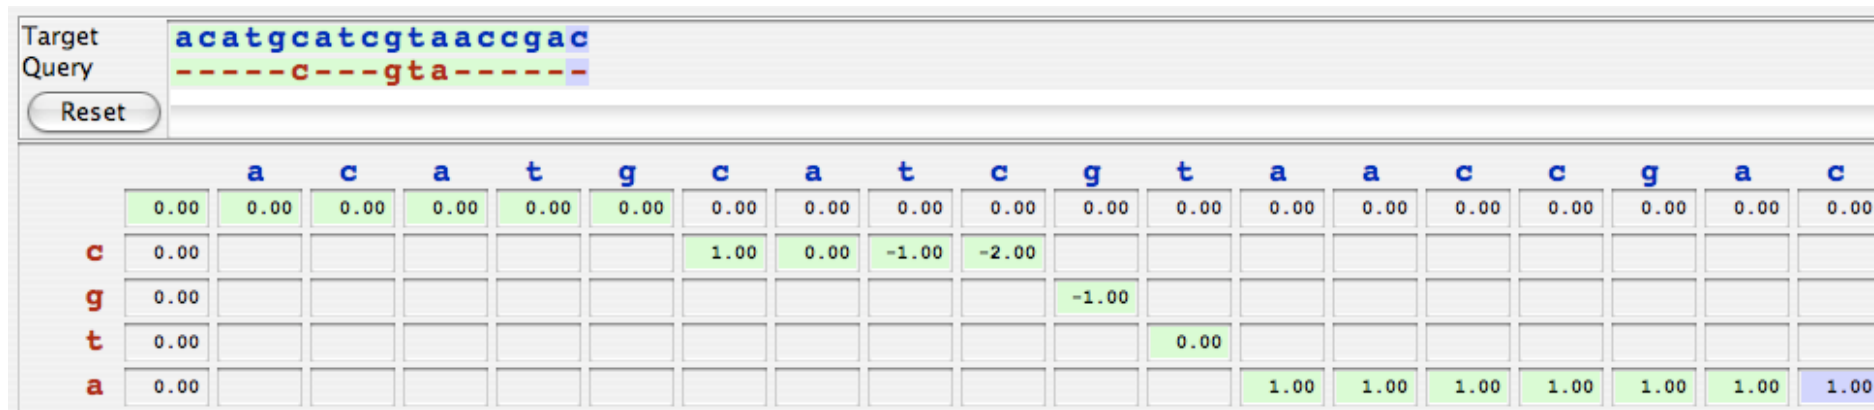 Target acatgcatcgtaaccgac
Query -----c---gta------
Reset
a c a t g c a t c g t a a c c g a c
0.00 0.00 0.00 0.00 0.00 0.00 0.00 0.00 0.00 0.00 0.00 0.00 0.00 0.00 0.00 0.00 0.00 0.00 0.00
c 0.00 1.00 0.00 -1.00 -2.00
g 0.00 -1.00
t 0.00 0.00
a 0.00 1.00 1.00 1.00 1.00 1.00 1.00 1.00